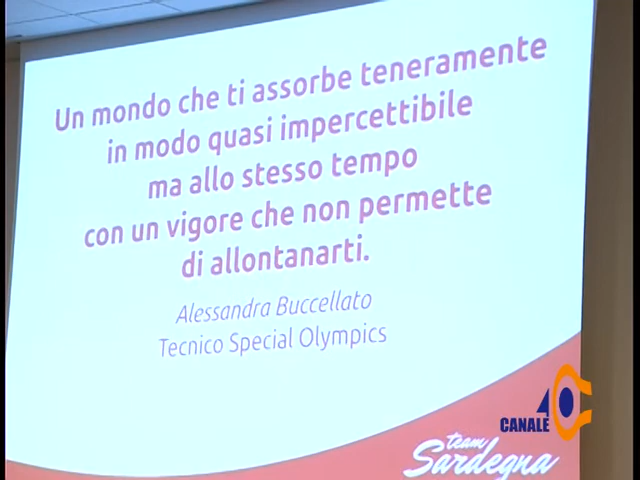 Un mondo che ti assorbe teneramente
in modo quasi impercettibile
ma allo stesso tempo
con un vigore che non permette
di allontanarti.
Alessandra Buccellato
Tecnico Special Olympics
CANALE 40
team
Sardegna